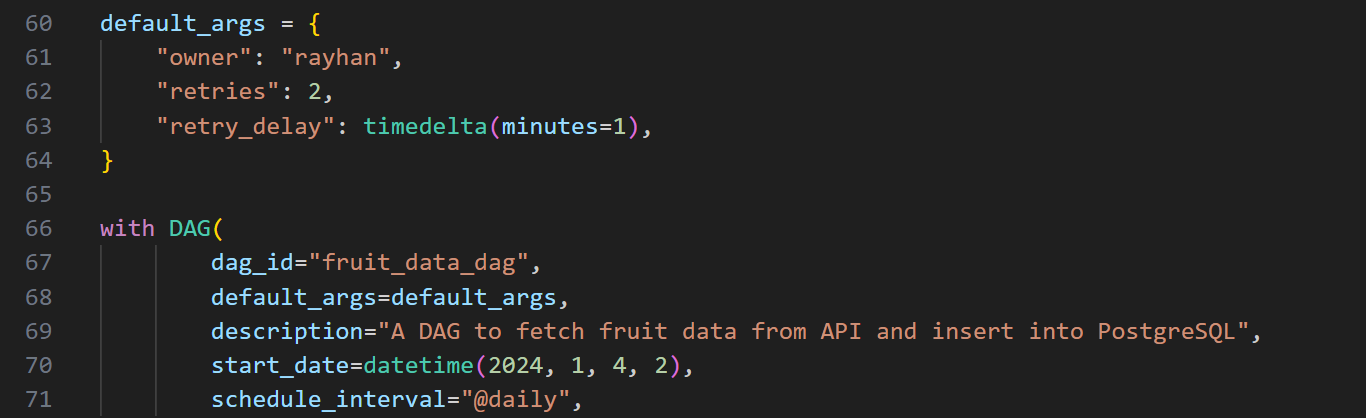 60 default_args = {
61     "owner": "rayhan",
62     "retries": 2,
63     "retry_delay": timedelta(minutes=1),
64 }
65
66 with DAG(
67         dag_id="fruit_data_dag",
68         default_args=default_args,
69         description="A DAG to fetch fruit data from API and insert into PostgreSQL",
70         start_date=datetime(2024, 1, 4, 2),
71         schedule_interval="@daily",